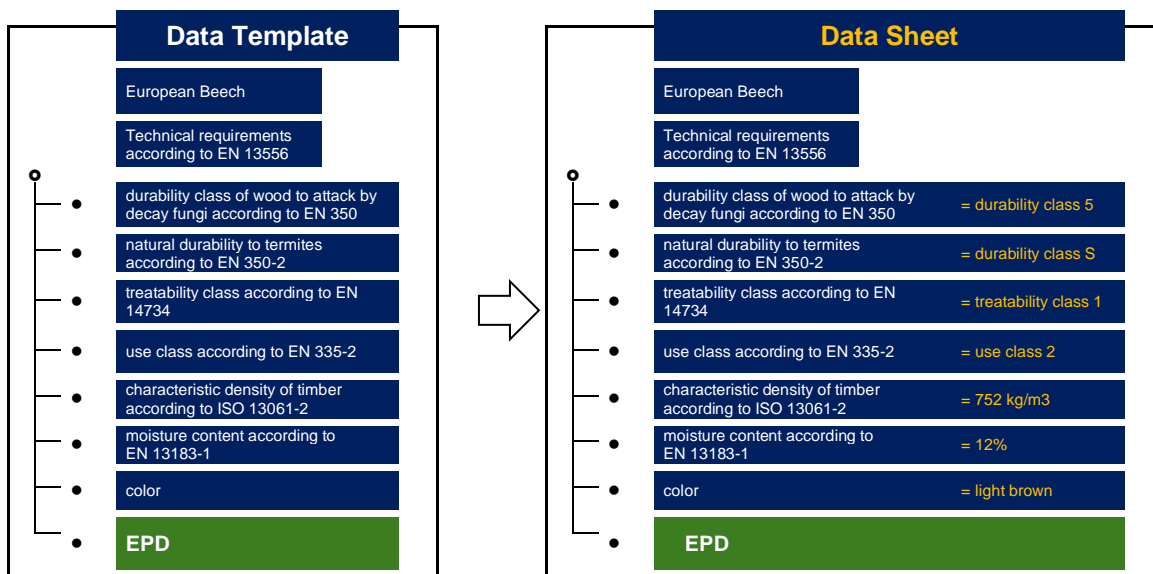 Data Template
European Beech
Technical requirements
according to EN 13556
durability class of wood to attack by
decay fungi according to EN 350
natural durability to termites
according to EN 350-2
treatability class according to EN
14734
use class according to EN 335-2
characteristic density of timber
according to ISO 13061-2
moisture content according to
EN 13183-1
color
EPD
Data Sheet
European Beech
Technical requirements
according to EN 13556
durability class of wood to attack by
decay fungi according to EN 350
= durability class 5
natural durability to termites
according to EN 350-2
= durability class S
treatability class according to EN
14734
= treatability class 1
use class according to EN 335-2
= use class 2
characteristic density of timber
according to ISO 13061-2
= 752 kg/m3
moisture content according to
EN 13183-1
= 12%
color
= light brown
EPD